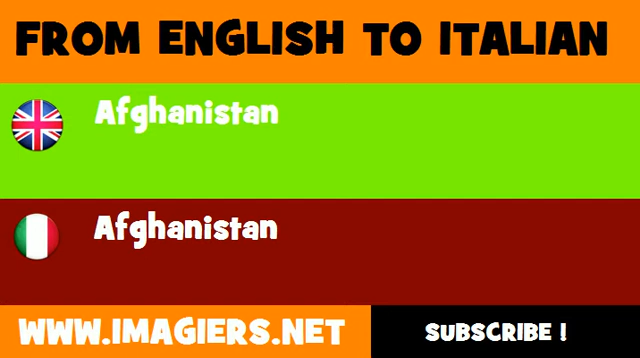 FROM ENGLISH TO ITALIAN
Afghanistan
Afghanistan
WWW.IMAGIERS.NET
SUBSCRIBE !